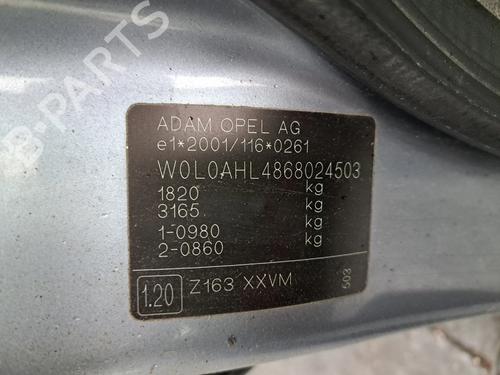 B-PARTS
ADAM OPEL AG
e1*2001/116*0261
W0L0AHL4868024503
1820 kg
3165 kg
1-0980 kg
2-0860 kg
1.20 Z163 XXVM 503